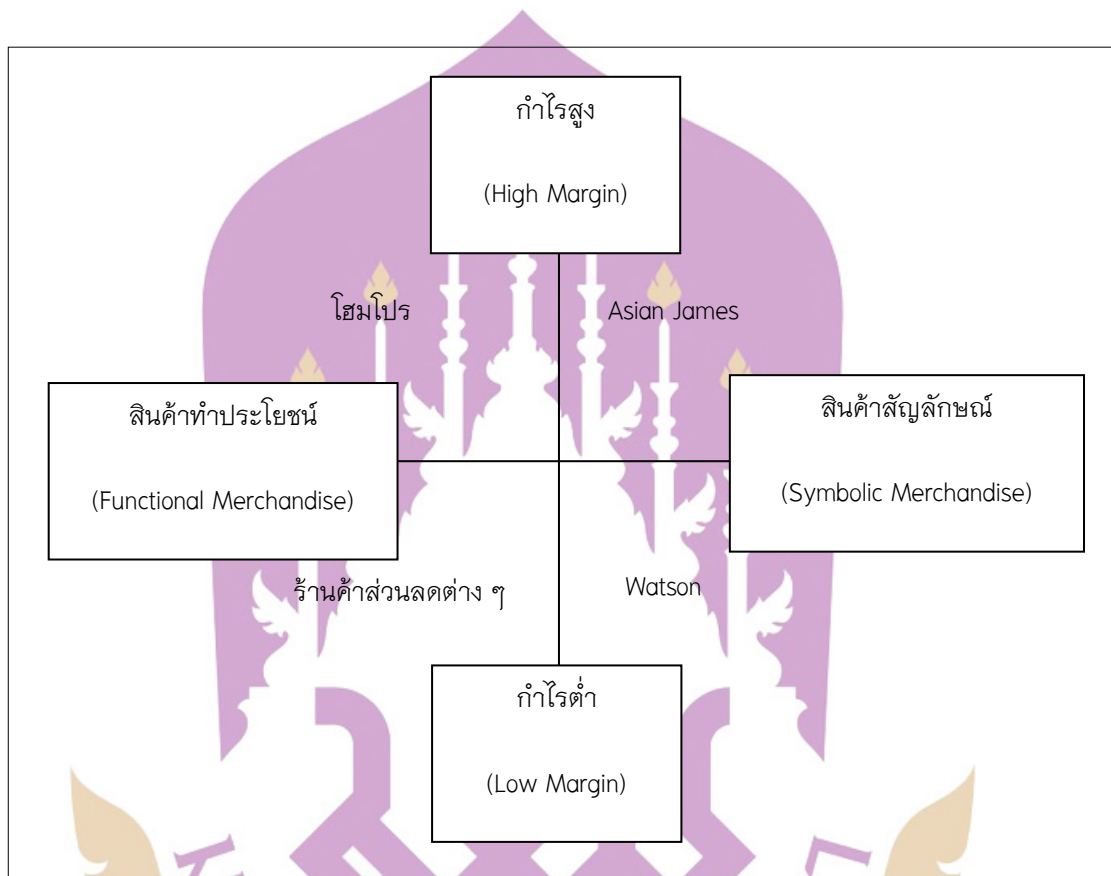 กำไรสูง
(High Margin)
โฮมโปร
Asian James
สินค้าทำประโยชน์
(Functional Merchandise)
สินค้าสัญลักษณ์
(Symbolic Merchandise)
ร้านค้าส่วนลดต่าง ๆ
Watson
กำไรต่ำ
(Low Margin)